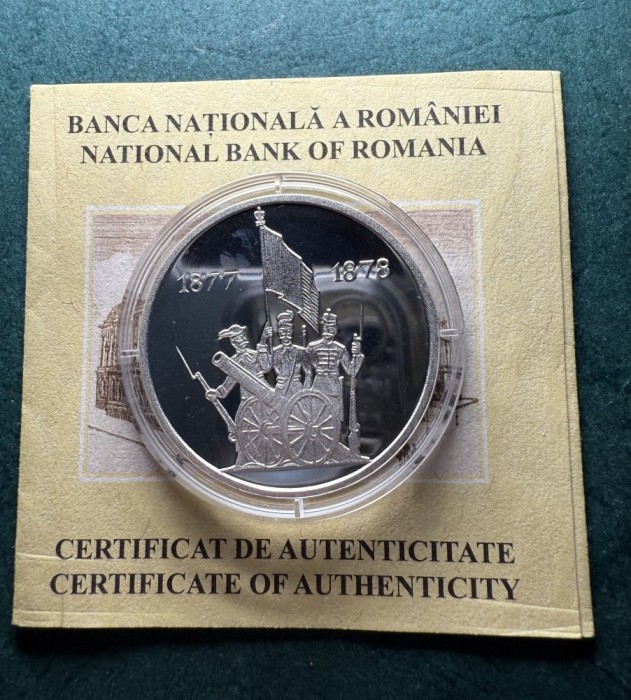 BANCA NAȚIONALĂ A ROMÂNIEI
NATIONAL BANK OF ROMANIA
1877 1878
CERTIFICAT DE AUTENTICITATE
CERTIFICATE OF AUTHENTICITY